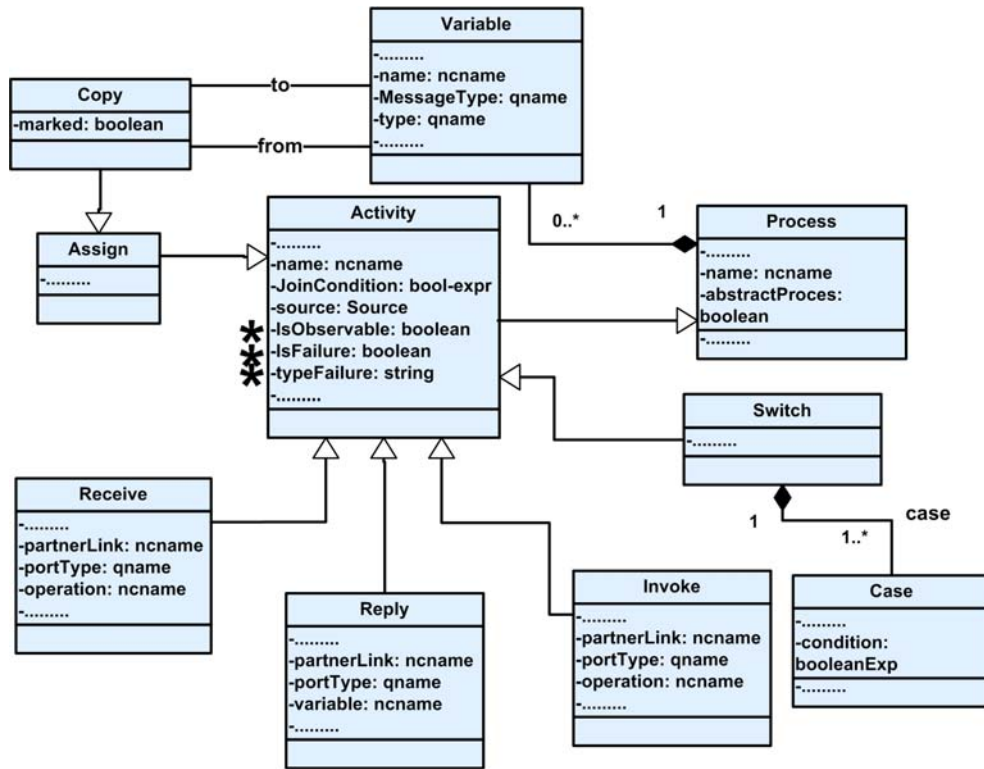 Variable
-.........
-name: ncname
-MessageType: qname
-type: qname
-.........
Copy
-marked: boolean
to
from
Assign
-.........
Activity
-.........
-name: ncname
-JoinCondition: bool-expr
-source: Source
*-IsObservable: boolean
*-IsFailure: boolean
*-typeFailure: string
-.........
0..*
1
Process
-.........
-name: ncname
-abstractProces:
boolean
-.........
Switch
-.........
1
case
1..*
Receive
-.........
-partnerLink: ncname
-portType: qname
-operation: ncname
-.........
Reply
-.........
-partnerLink: ncname
-portType: qname
-variable: ncname
-.........
Invoke
-.........
-partnerLink: ncname
-portType: qname
-operation: ncname
-.........
Case
-.........
-condition:
booleanExp
-.........